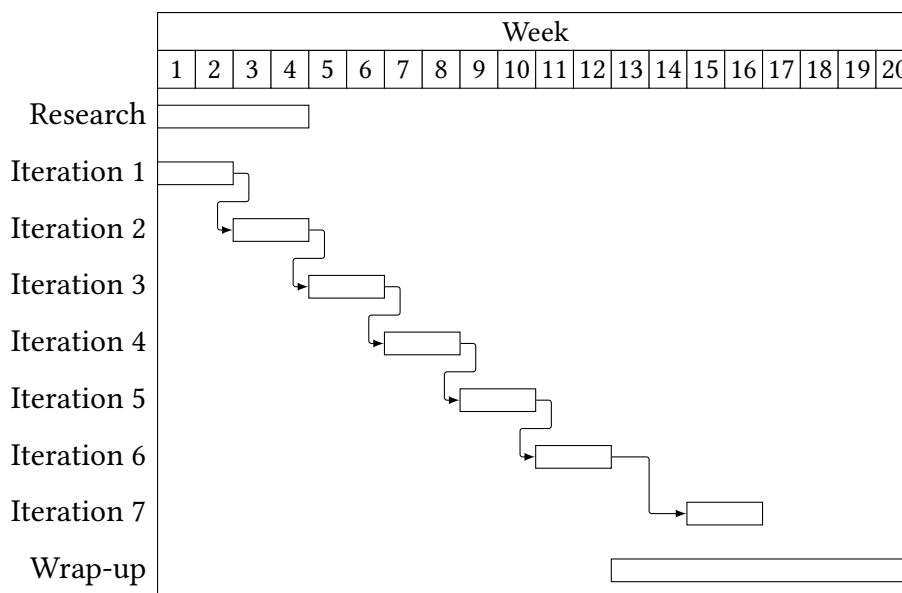 Week
1 2 3 4 5 6 7 8 9 10 11 12 13 14 15 16 17 18 19 20
Research
Iteration 1
Iteration 2
Iteration 3
Iteration 4
Iteration 5
Iteration 6
Iteration 7
Wrap-up